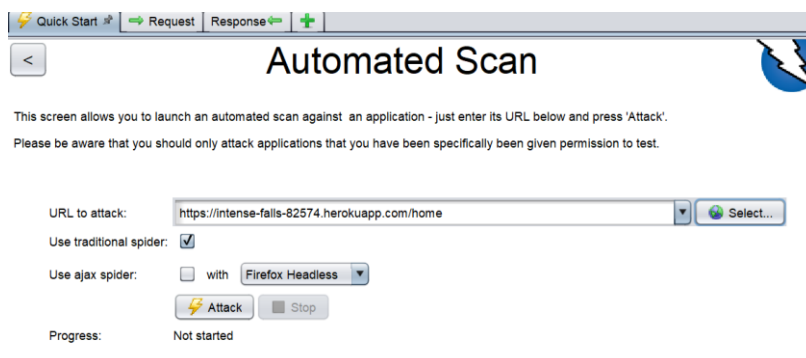 Quick Start Request Response
<
Automated Scan
This screen allows you to launch an automated scan against an application - just enter its URL below and press 'Attack'.
Please be aware that you should only attack applications that you have been specifically been given permission to test.
URL to attack: https://intense-falls-82574.herokuapp.com/home Select...
Use traditional spider:
Use ajax spider: with Firefox Headless
Attack Stop
Progress: Not started